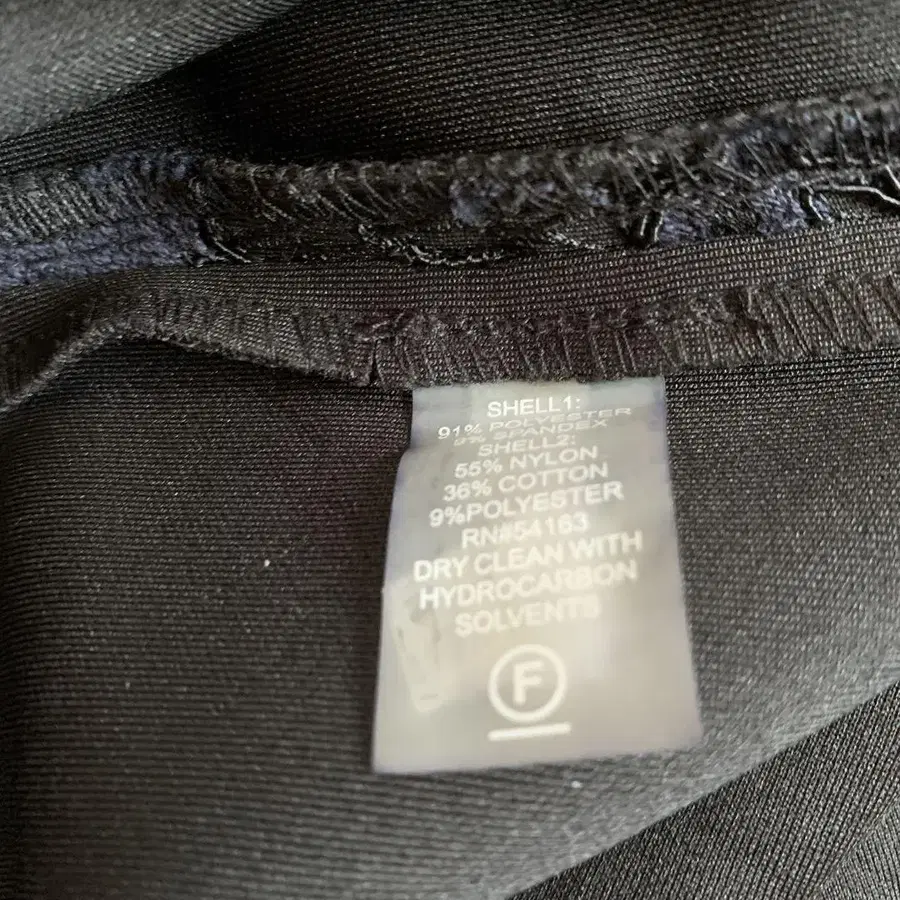 SHELL1:
91% POLYESTER
9% SPANDEX
SHELL2:
55% NYLON
36% COTTON
9%POLYESTER
RN#54163
DRY CLEAN WITH
HYDROCARBON
SOLVENTS
F